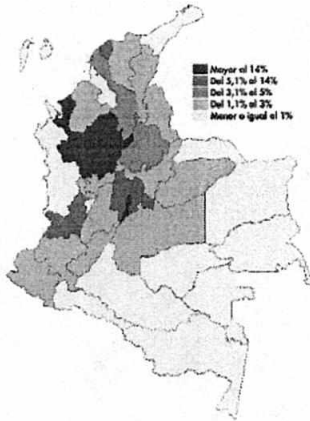 Mayor al 14%
Del 5,1% al 14%
Del 3,1% al 5%
Del 1,1% al 3%
Menor o igual al 1%